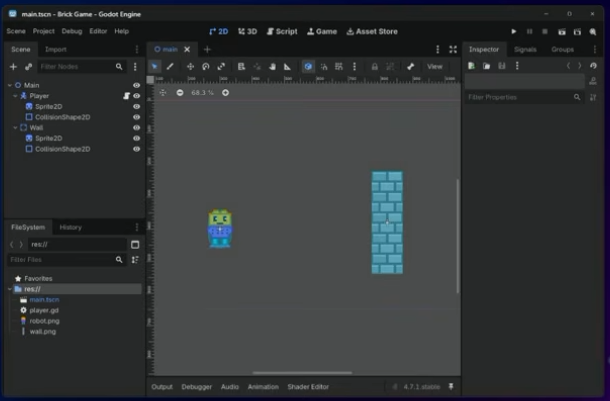 main.tscn - Brick Game - Godot Engine
Scene Project Debug Editor Help
2D 3D Script Game Asset Store
Scene Import
main
Inspector Signals Groups
Filter Nodes
View
68.3 %
Filter Properties
Main
Player
Sprite2D
CollisionShape2D
Wall
Sprite2D
CollisionShape2D
FileSystem History
res://
Filter Files
Favorites
res://
main.tscn
player.gd
robot.png
wall.png
Output Debugger Audio Animation Shader Editor
4.7.1 stable